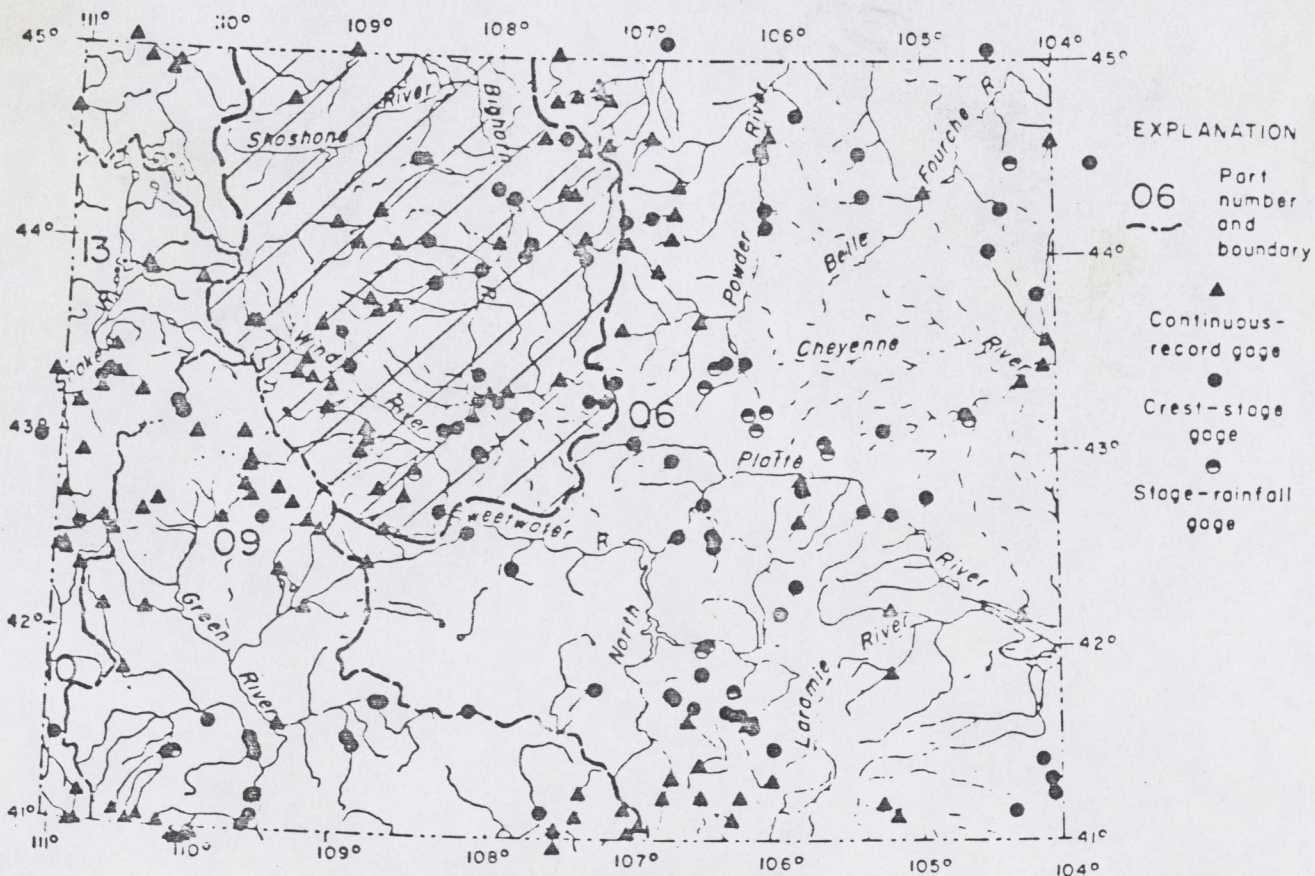 111° 110° 109° 108° 107° 106° 105° 104°
45° 45°
Shoshone River
Bighorn
R
River
Powder
Belle Fourche R
44° 44°
13
Wind River
Cheyenne River
43° 43°
06
Platte River
Sweetwater R
09
Green River
North
Laramie River
42° 42°
41° 41°
111° 110° 109° 108° 107° 106° 105° 104°
EXPLANATION
06 Part
number
and
boundary
Continuous-
record gage
Crest-stage
gage
Stage-rainfall
gage